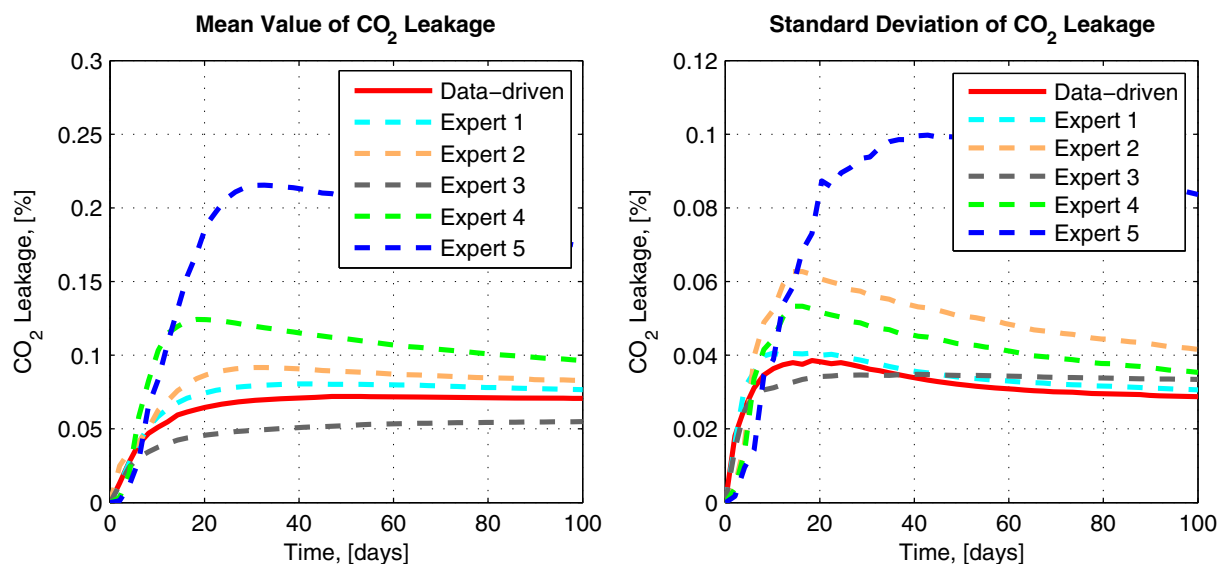 Mean Value of CO2 Leakage
0.3
0.25
0.2
0.15
0.1
0.05
0
CO2 Leakage, [%]
Data-driven
Expert 1
Expert 2
Expert 3
Expert 4
Expert 5
0 20 40 60 80 100
Time, [days]
Standard Deviation of CO2 Leakage
0.12
0.1
0.08
0.06
0.04
0.02
0
CO2 Leakage, [%]
Data-driven
Expert 1
Expert 2
Expert 3
Expert 4
Expert 5
0 20 40 60 80 100
Time, [days]